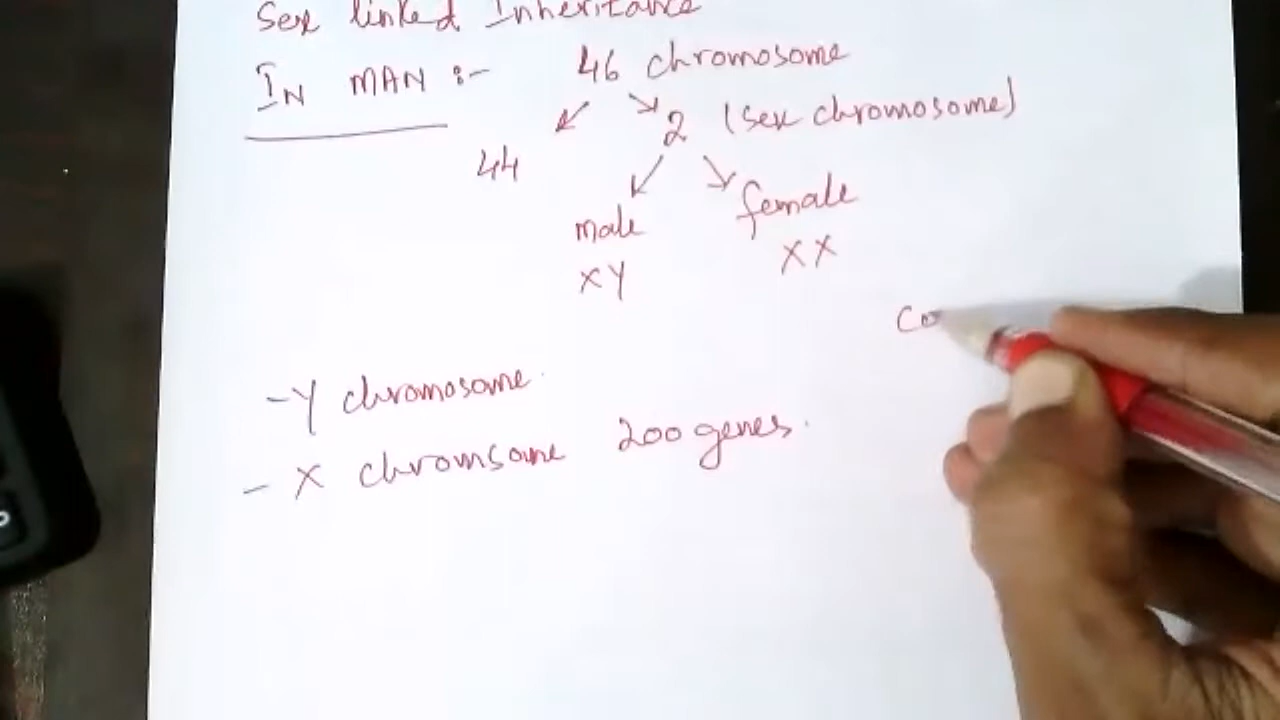 Sex linked Inheritance
IN MAN :- 46 chromosome
44 2 (sex chromosome)
male female
XY XX
Co
- Y chromosome.
- X chromsome 200 genes.